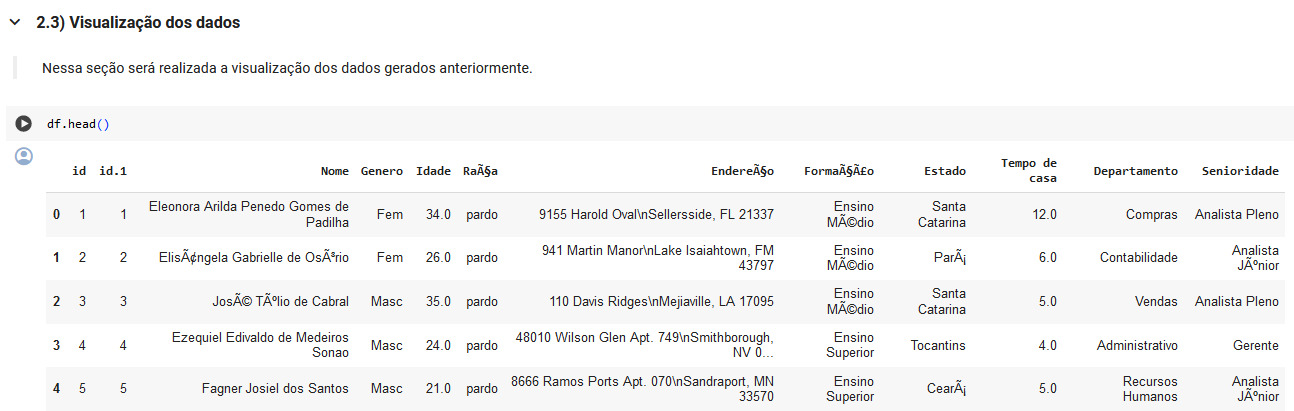 2.3) Visualização dos dados
Nessa seção será realizada a visualização dos dados gerados anteriormente.
df.head()
id id.1 Nome Genero Idade RaÃ§a EndereÃ§o FormaÃ§Ã£o Estado Tempo de casa Departamento Senioridade
0 1 1 Eleonora Arilda Penedo Gomes de Padilha Fem 34.0 pardo 9155 Harold Oval\nSellersside, FL 21337 Ensino MÃ©dio Santa Catarina 12.0 Compras Analista Pleno
1 2 2 ElisÃ¢ngela Gabrielle de OsÃ³rio Fem 26.0 pardo 941 Martin Manor\nLake Isaiahtown, FM 43797 Ensino MÃ©dio ParÃ¡ 6.0 Contabilidade Analista JÃºnior
2 3 3 JosÃ© TÃºlio de Cabral Masc 35.0 pardo 110 Davis Ridges\nMejiaville, LA 17095 Ensino MÃ©dio Santa Catarina 5.0 Vendas Analista Pleno
3 4 4 Ezequiel Edivaldo de Medeiros Sonao Masc 24.0 pardo 48010 Wilson Glen Apt. 749\nSmithborough, NV 0... Ensino Superior Tocantins 4.0 Administrativo Gerente
4 5 5 Fagner Josiel dos Santos Masc 21.0 pardo 8666 Ramos Ports Apt. 070\nSandraport, MN 33570 Ensino Superior CearÃ¡ 5.0 Recursos Humanos Analista JÃºnior